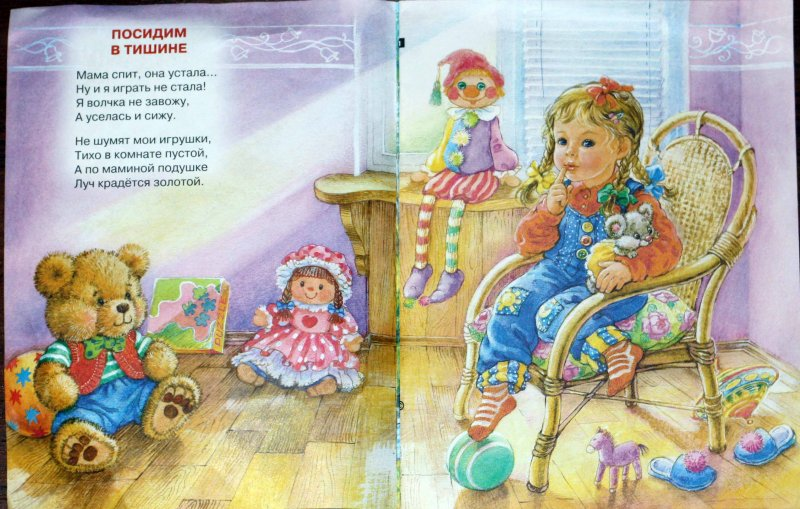 ПОСИДИМ
В ТИШИНЕ
Мама спит, она устала...
Ну и я играть не стала!
Я волчка не завожу,
А уселась и сижу.
Не шумят мои игрушки,
Тихо в комнате пустой,
А по маминой подушке
Луч крадётся золотой.